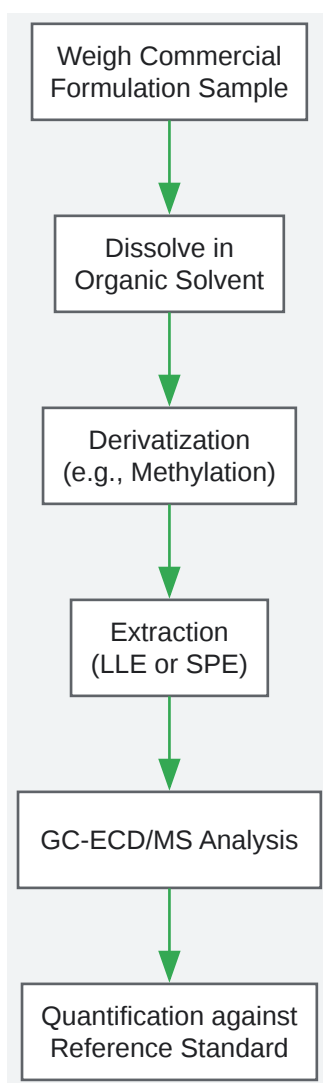 Weigh Commercial
Formulation Sample
Dissolve in
Organic Solvent
Derivatization
(e.g., Methylation)
Extraction
(LLE or SPE)
GC-ECD/MS Analysis
Quantification against
Reference Standard